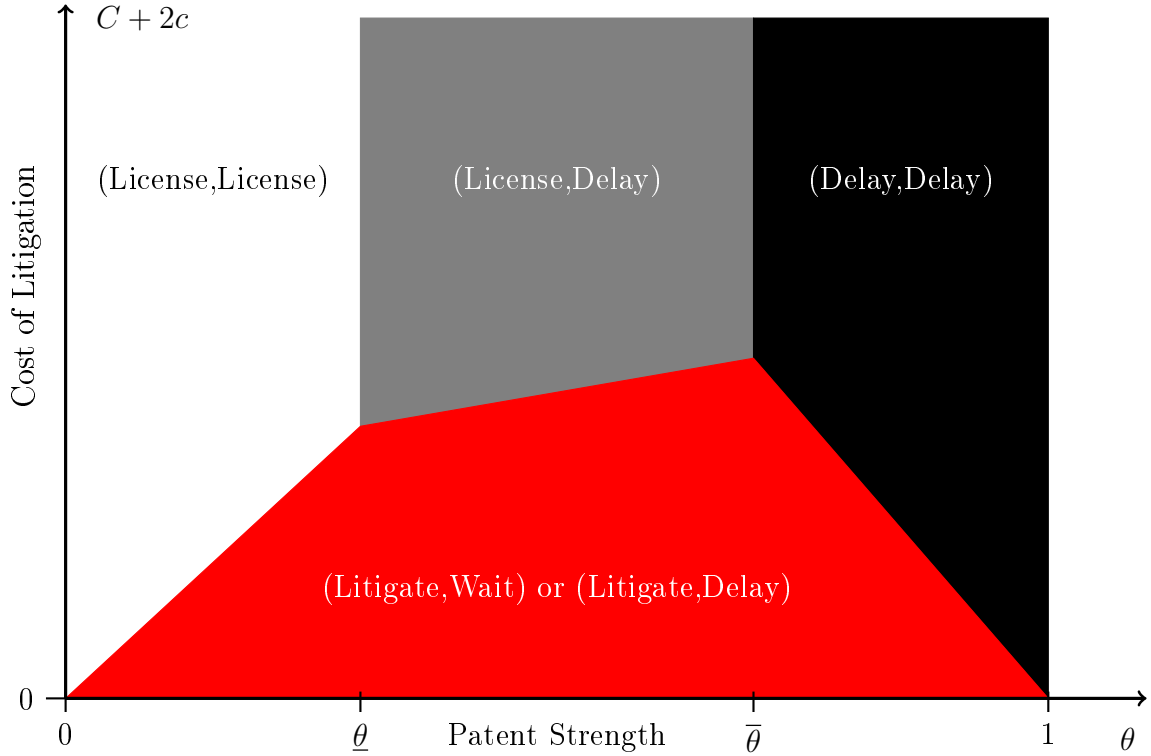 C + 2c
(License,License)
(License,Delay)
(Delay,Delay)
Cost of Litigation
(Litigate,Wait) or (Litigate,Delay)
0
0
θ̲
Patent Strength
θ̅
1
θ